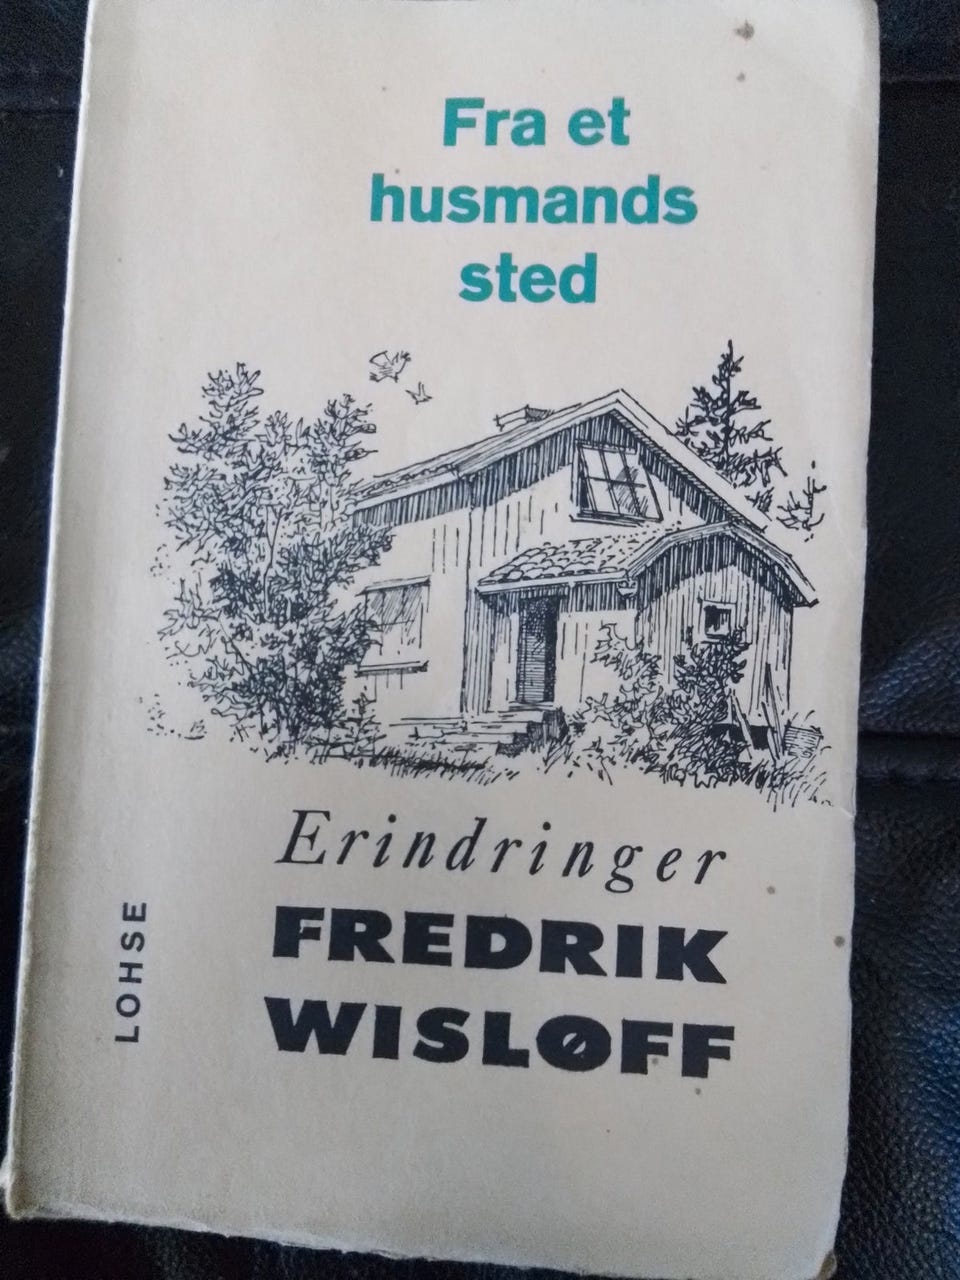 Fra et
husmands
sted
Erindringer
FREDRIK
WISLØFF
LOHSE